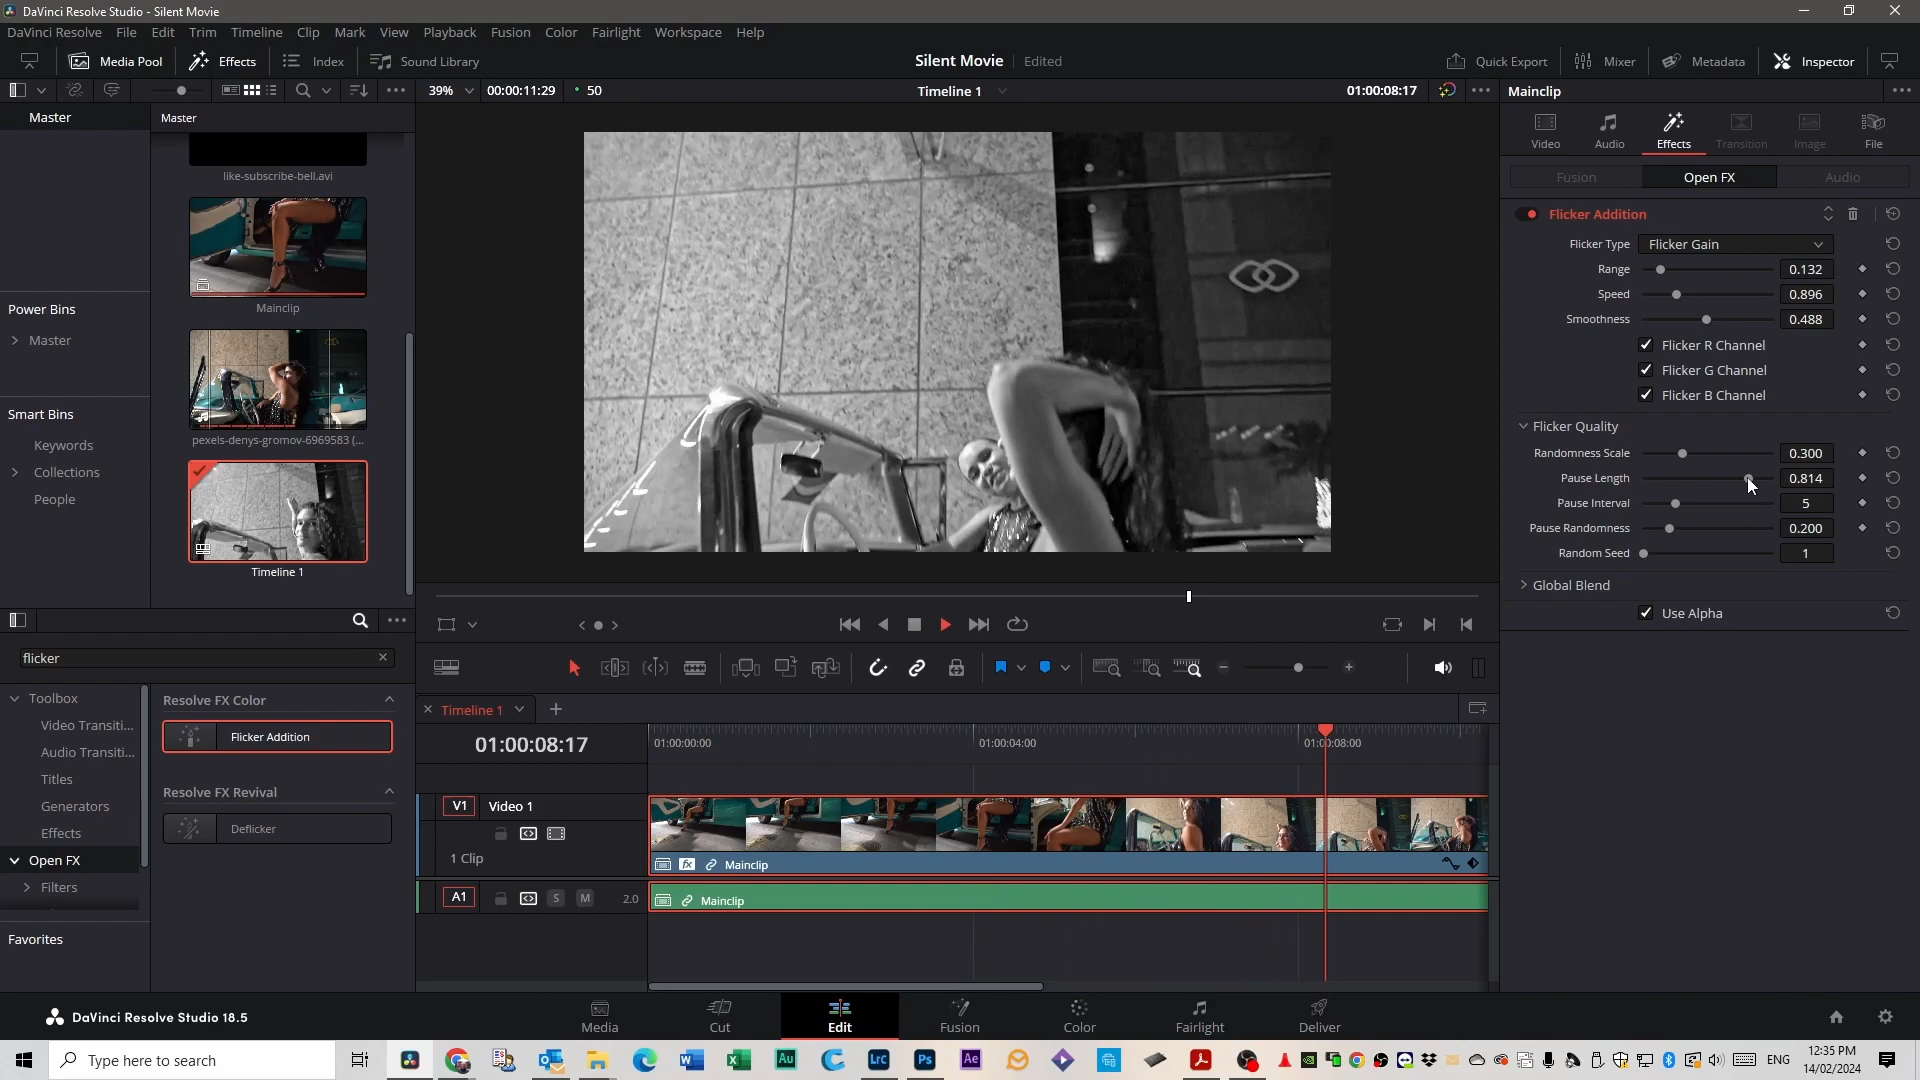 DaVinci Resolve Studio - Silent Movie
DaVinci Resolve File Edit Trim Timeline Clip Mark View Playback Fusion Color Fairlight Workspace Help
Media Pool Effects Index Sound Library Silent Movie Edited Quick Export Mixer Metadata Inspector
39% 00:00:11:29 50 Timeline 1 01:00:08:17 Mainclip
Master
Master
like-subscribe-bell.avi
Mainclip
pexels-denys-gromov-6969583 (...
Timeline 1
Power Bins
Master
Smart Bins
Keywords
Collections
People
Video Audio Effects Transition Image File
Fusion Open FX Audio
Flicker Addition
Flicker Type Flicker Gain
Range 0.132
Speed 0.896
Smoothness 0.488
Flicker R Channel
Flicker G Channel
Flicker B Channel
Flicker Quality
Randomness Scale 0.300
Pause Length 0.814
Pause Interval 5
Pause Randomness 0.200
Random Seed 1
Global Blend
Use Alpha
flicker
Toolbox
Video Transiti...
Audio Transiti...
Titles
Generators
Effects
Open FX
Filters
Favorites
Resolve FX Color
Flicker Addition
Resolve FX Revival
Deflicker
Timeline 1
01:00:08:17
01:00:00:00 01:00:04:00 01:00:08:00
V1 Video 1
1 Clip
fx Mainclip
A1 S M 2.0
Mainclip
DaVinci Resolve Studio 18.5
Media Cut Edit Fusion Color Fairlight Deliver
Type here to search
Au Lrc Ps Ae
ENG
12:35 PM
14/02/2024